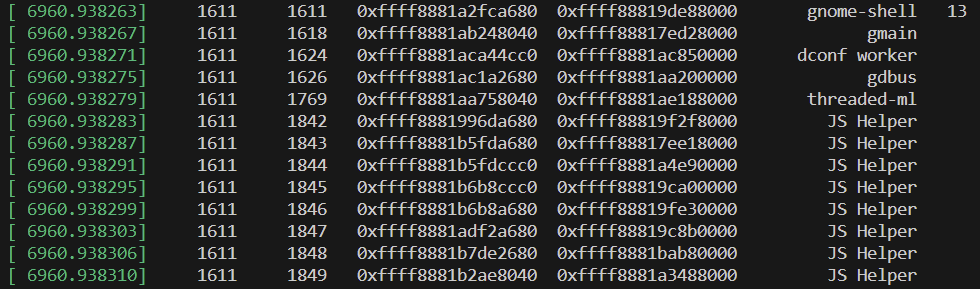 [ 6960.938263] 1611 1611 0xffff8881a2fca680 0xffff88819de88000 gnome-shell 13
[ 6960.938267] 1611 1618 0xffff8881ab248040 0xffff88817ed28000 gmain
[ 6960.938271] 1611 1624 0xffff8881aca44cc0 0xffff8881ac850000 dconf worker
[ 6960.938275] 1611 1626 0xffff8881ac1a2680 0xffff8881aa200000 gdbus
[ 6960.938279] 1611 1769 0xffff8881aa758040 0xffff8881ae188000 threaded-ml
[ 6960.938283] 1611 1842 0xffff8881996da680 0xffff88819f2f8000 JS Helper
[ 6960.938287] 1611 1843 0xffff8881b5fda680 0xffff88817ee18000 JS Helper
[ 6960.938291] 1611 1844 0xffff8881b5fdccc0 0xffff8881a4e90000 JS Helper
[ 6960.938295] 1611 1845 0xffff8881b6b8ccc0 0xffff88819ca00000 JS Helper
[ 6960.938299] 1611 1846 0xffff8881b6b8a680 0xffff88819fe30000 JS Helper
[ 6960.938303] 1611 1847 0xffff8881adf2a680 0xffff88819c8b0000 JS Helper
[ 6960.938306] 1611 1848 0xffff8881b7de2680 0xffff8881bab80000 JS Helper
[ 6960.938310] 1611 1849 0xffff8881b2ae8040 0xffff8881a3488000 JS Helper